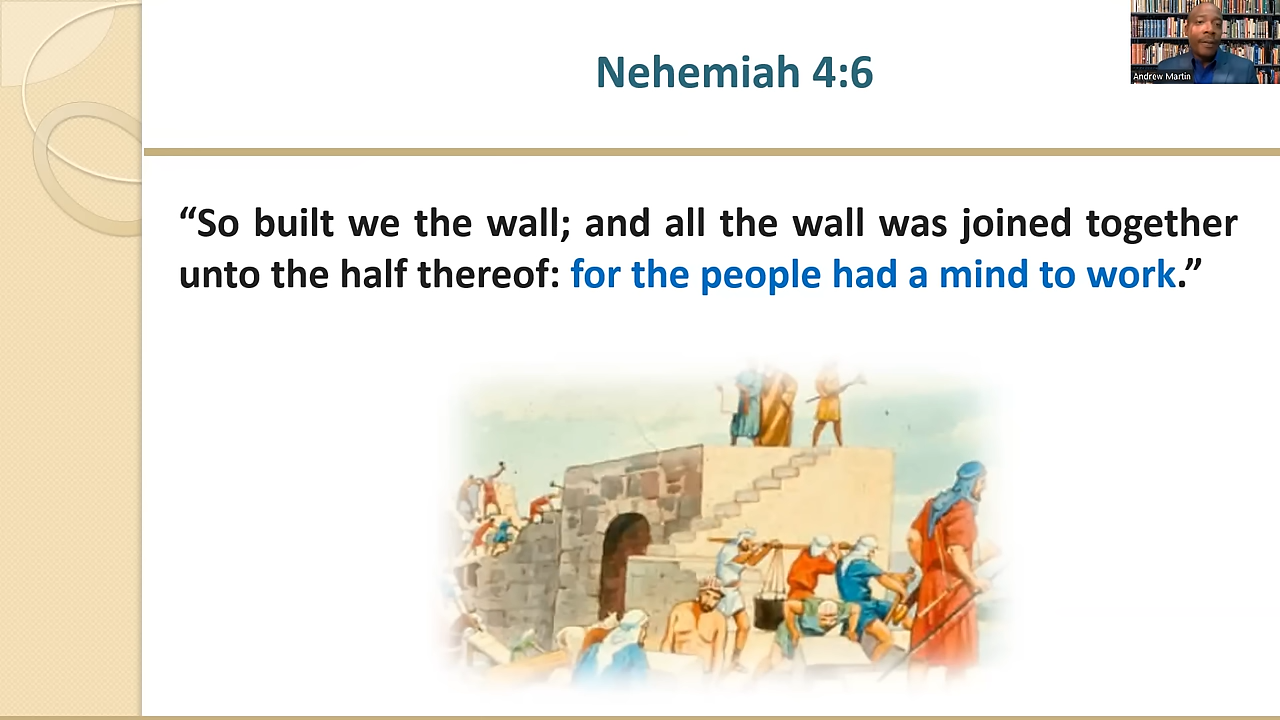 Nehemiah 4:6
Andrew Martin
“So built we the wall; and all the wall was joined together
unto the half thereof: for the people had a mind to work.”